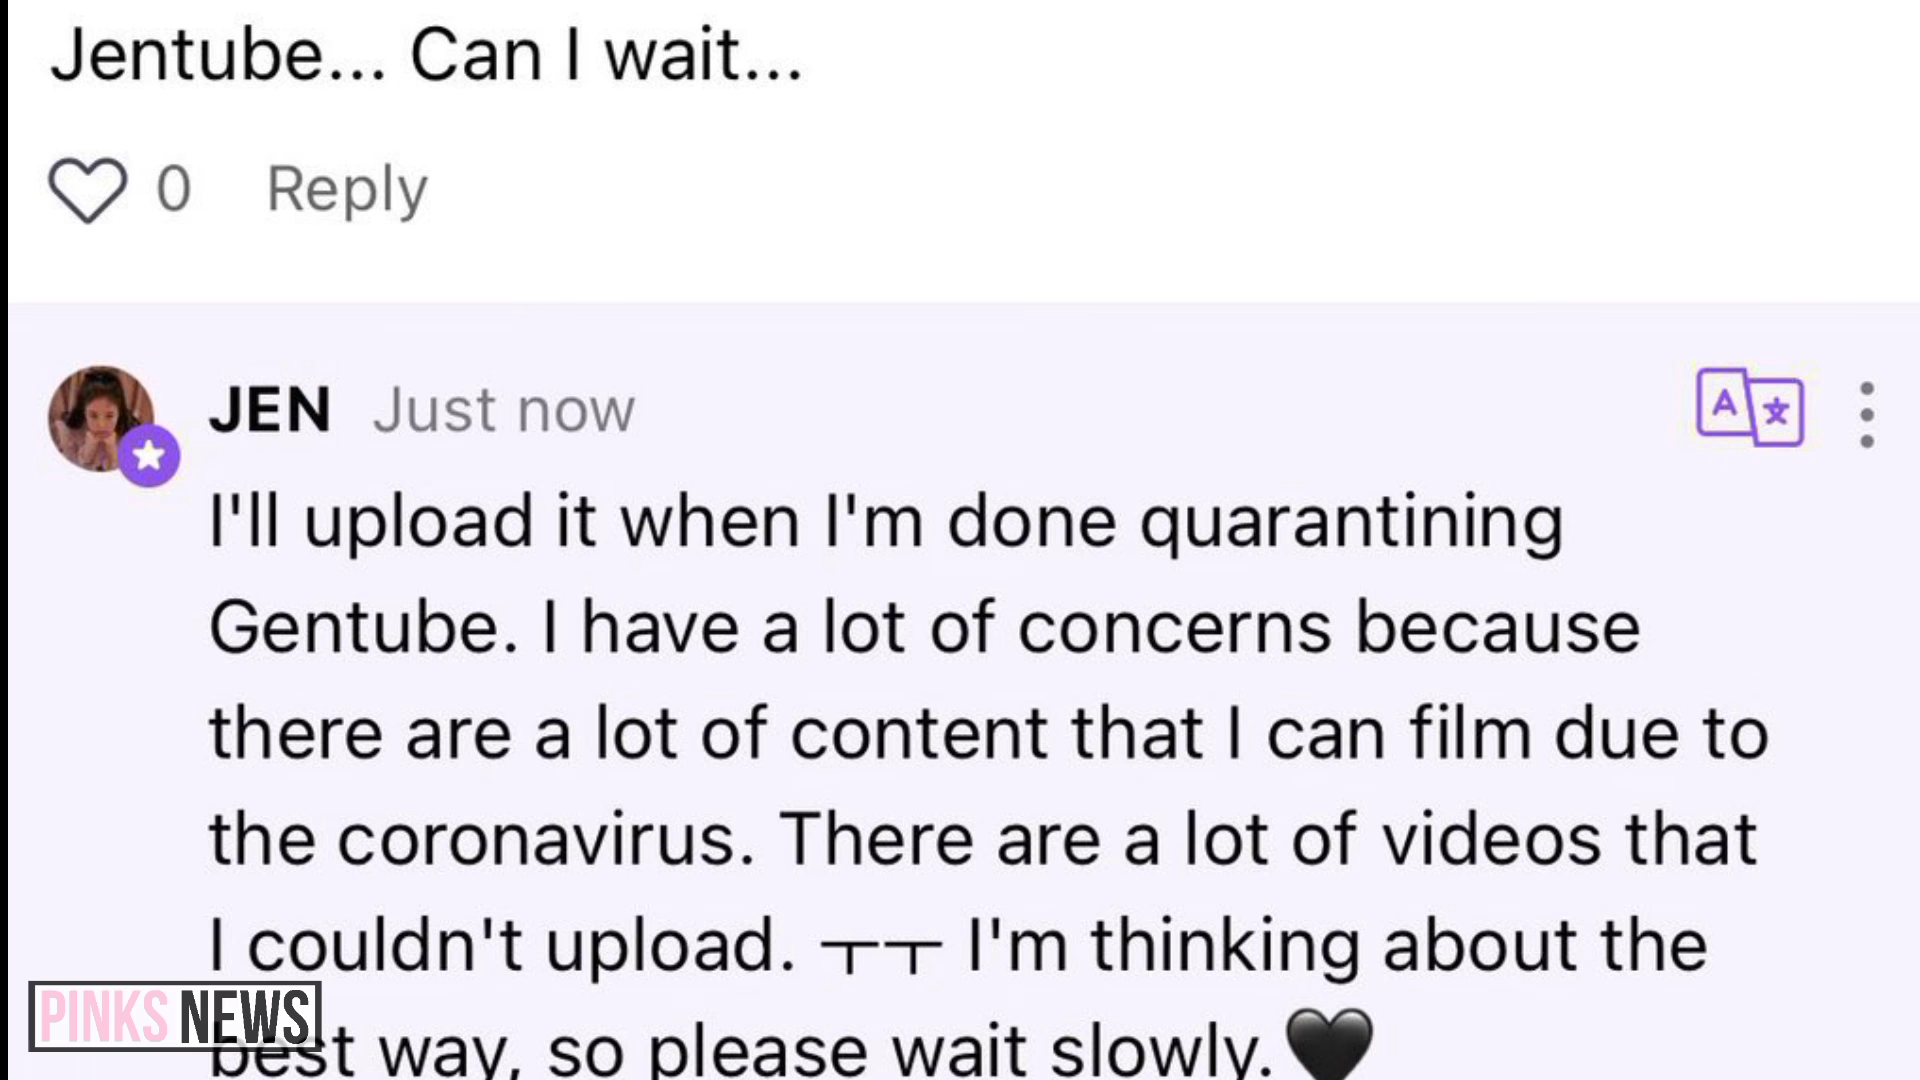 Jentube... Can I wait...
0 Reply
JEN Just now
A 文
I'll upload it when I'm done quarantining
Gentube. I have a lot of concerns because
there are a lot of content that I can film due to
the coronavirus. There are a lot of videos that
I couldn't upload. ㅜㅜ I'm thinking about the
best way, so please wait slowly.🖤
PINKS NEWS